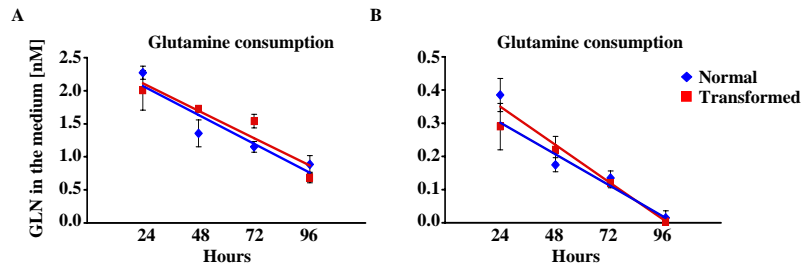 A
B
Glutamine consumption
Glutamine consumption
GLN in the medium [nM]
2.5
2.0
1.5
1.0
0.5
0.0
24 48 72 96
Hours
0.5
0.4
0.3
0.2
0.1
0.0
24 48 72 96
Hours
Normal
Transformed